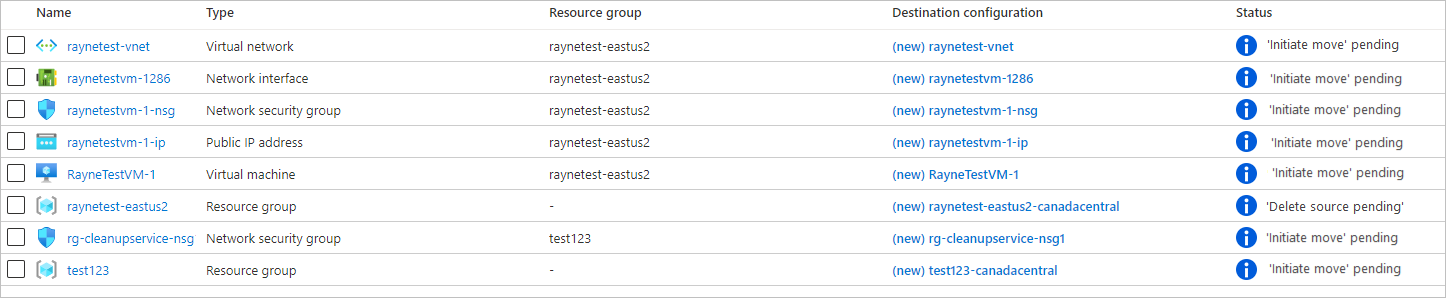 Name Type Resource group Destination configuration Status
raynetest-vnet Virtual network raynetest-eastus2 (new) raynetest-vnet 'Initiate move' pending
raynetestvm-1286 Network interface raynetest-eastus2 (new) raynetestvm-1286 'Initiate move' pending
raynetestvm-1-nsg Network security group raynetest-eastus2 (new) raynetestvm-1-nsg 'Initiate move' pending
raynetestvm-1-ip Public IP address raynetest-eastus2 (new) raynetestvm-1-ip 'Initiate move' pending
RayneTestVM-1 Virtual machine raynetest-eastus2 (new) RayneTestVM-1 'Initiate move' pending
raynetest-eastus2 Resource group - (new) raynetest-eastus2-canadacentral 'Delete source pending'
rg-cleanupservice-nsg Network security group test123 (new) rg-cleanupservice-nsg1 'Initiate move' pending
test123 Resource group - (new) test123-canadacentral 'Initiate move' pending